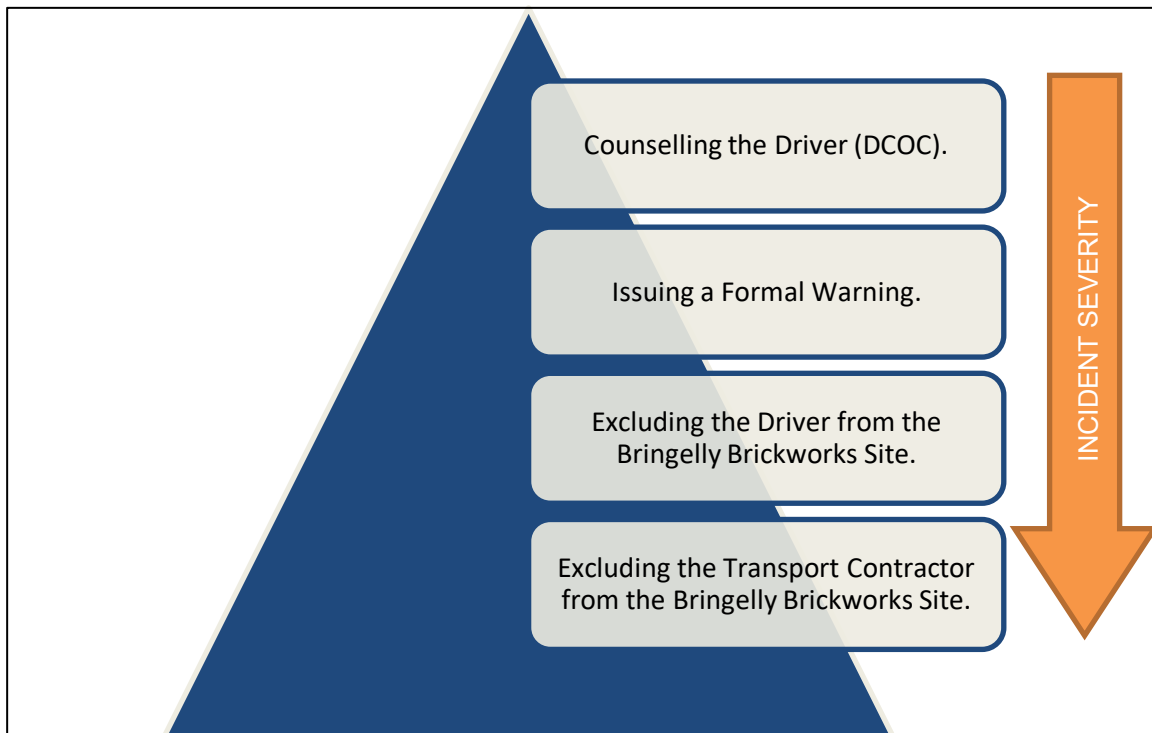 Counselling the Driver (DCOC).
Issuing a Formal Warning.
Excluding the Driver from the
Bringelly Brickworks Site.
Excluding the Transport Contractor
from the Bringelly Brickworks Site.
INCIDENT SEVERITY